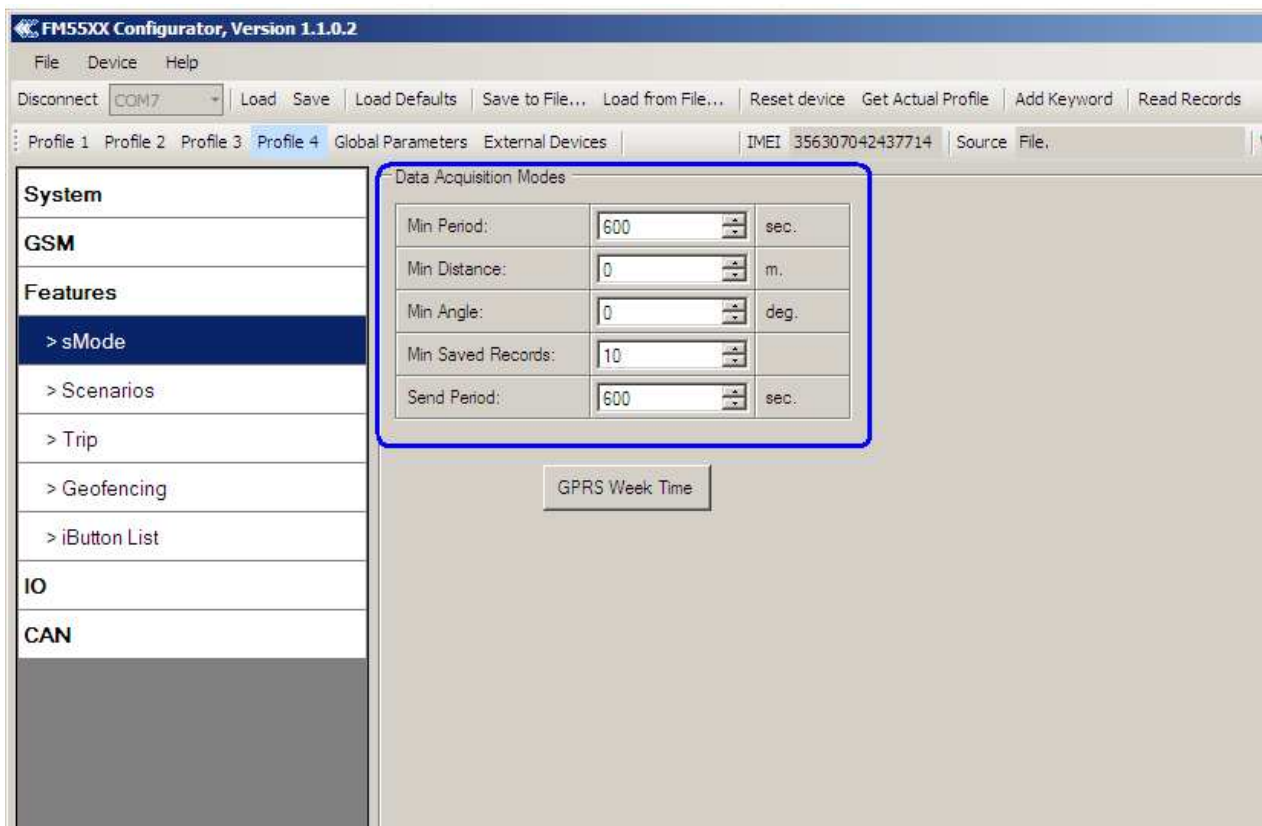 FM55XX Configurator, Version 1.1.0.2
File Device Help
Disconnect COM7 Load Save Load Defaults Save to File... Load from File... Reset device Get Actual Profile Add Keyword Read Records
Profile 1 Profile 2 Profile 3 Profile 4 Global Parameters External Devices IMEI 356307042437714 Source File.
System
GSM
Features
> sMode
> Scenarios
> Trip
> Geofencing
> iButton List
IO
CAN
Data Acquisition Modes
Min Period: 600 sec.
Min Distance: 0 m.
Min Angle: 0 deg.
Min Saved Records: 10
Send Period: 600 sec.
GPRS Week Time